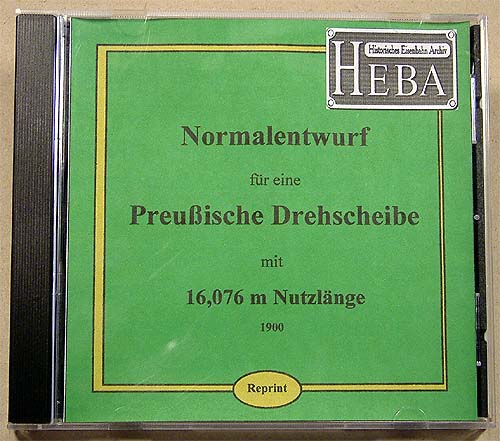 Historisches Eisenbahn Archiv
HEBA
Normalentwurf
für eine
Preußische Drehscheibe
mit
16,076 m Nutzlänge
1900
Reprint